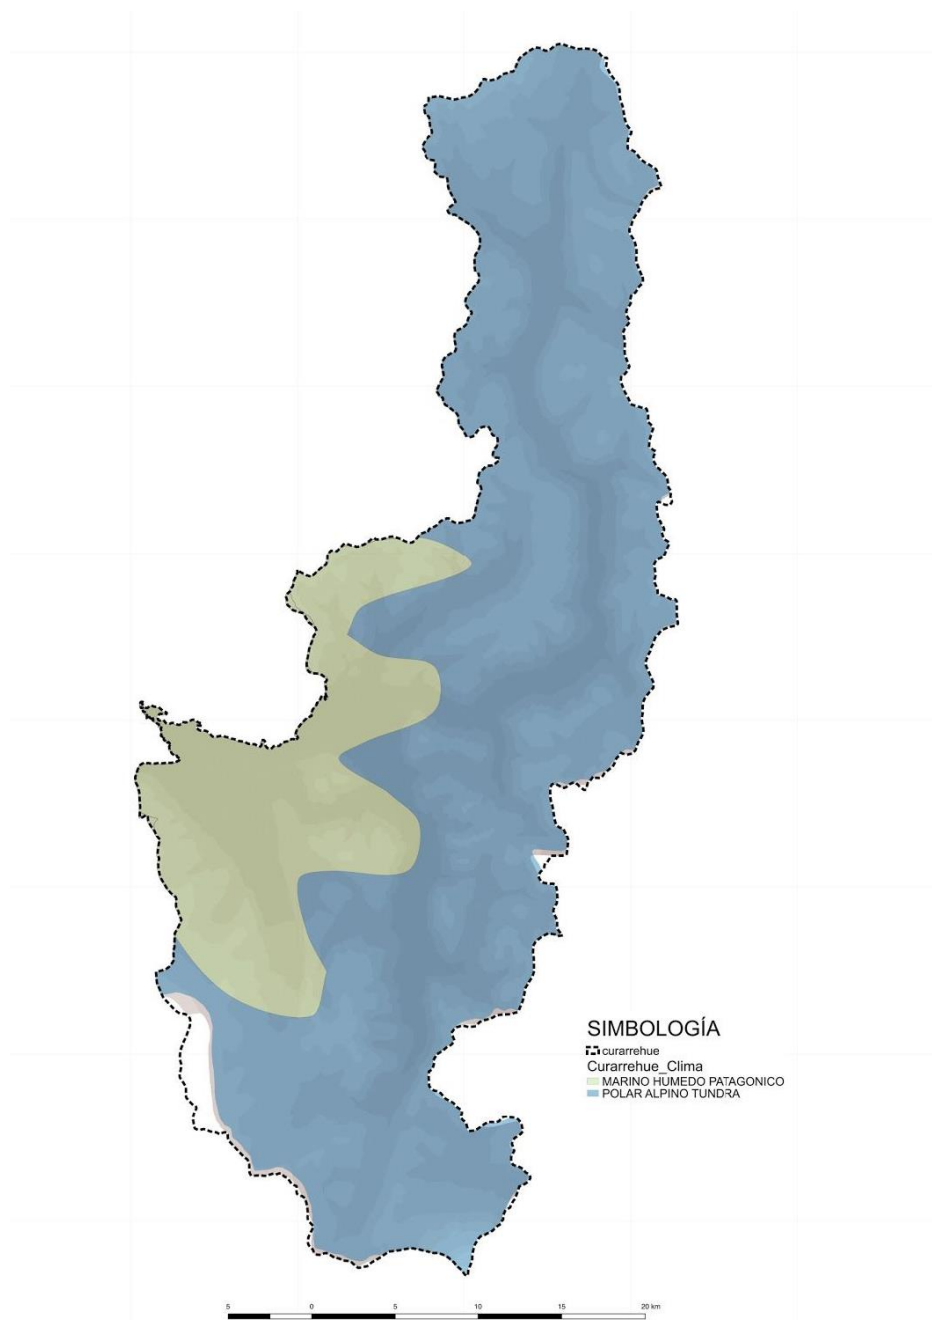 SIMBOLOGÍA
curarrehue
Curarrehue_Clima
MARINO HUMEDO PATAGONICO
POLAR ALPINO TUNDRA
5 0 5 10 15 20 km